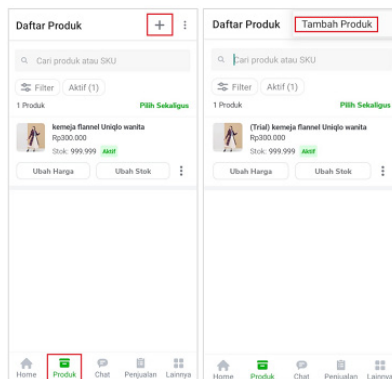 Daftar Produk
Cari produk atau SKU
Filter
Aktif (1)
1 Produk
Pilih Sekaligus
kemeja flannel Uniqlo wanita
Rp300.000
Stok: 999.999 Aktif
Ubah Harga
Ubah Stok
Home
Produk
Chat
Penjualan
Lainnya
Daftar Produk
Tambah Produk
Cari produk atau SKU
Filter
Aktif (1)
1 Produk
Pilih Sekaligus
(Trial) kemeja flannel Uniqlo wanita
Rp300.000
Stok: 999.999 Aktif
Ubah Harga
Ubah Stok
Home
Produk
Chat
Penjualan
Lainnya